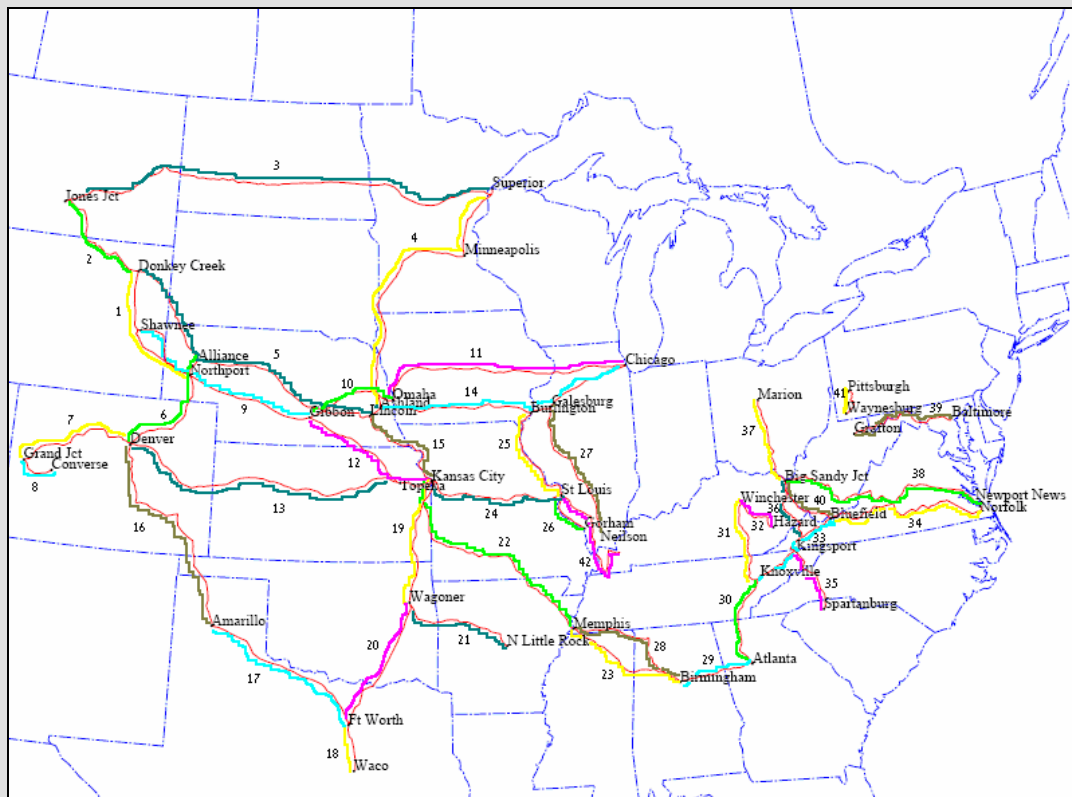 3
Superior
Jones Jct
4
Minneapolis
2
Donkey Creek
1
Shawnee
Alliance
5
Northport
11
Chicago
10
Omaha
14
Galesburg
Ashland
Lincoln
Burlington
9
Gibbon
6
7
Denver
Grand Jct
Converse
8
Marion
41
Pittsburgh
Waynesburg
39
Baltimore
Grafton
37
15
25
27
12
Kansas City
Topeka
13
24
St Louis
26
Gorham
Neilson
42
Big Sandy Jct
38
Winchester
40
36
Bluefield
Newport News
Norfolk
34
32
Hazard
33
31
Kingsport
16
19
22
Knoxville
35
30
Spartanburg
Wagoner
Amarillo
20
21
N Little Rock
Memphis
28
23
29
Atlanta
Birmingham
17
Ft Worth
18
Waco